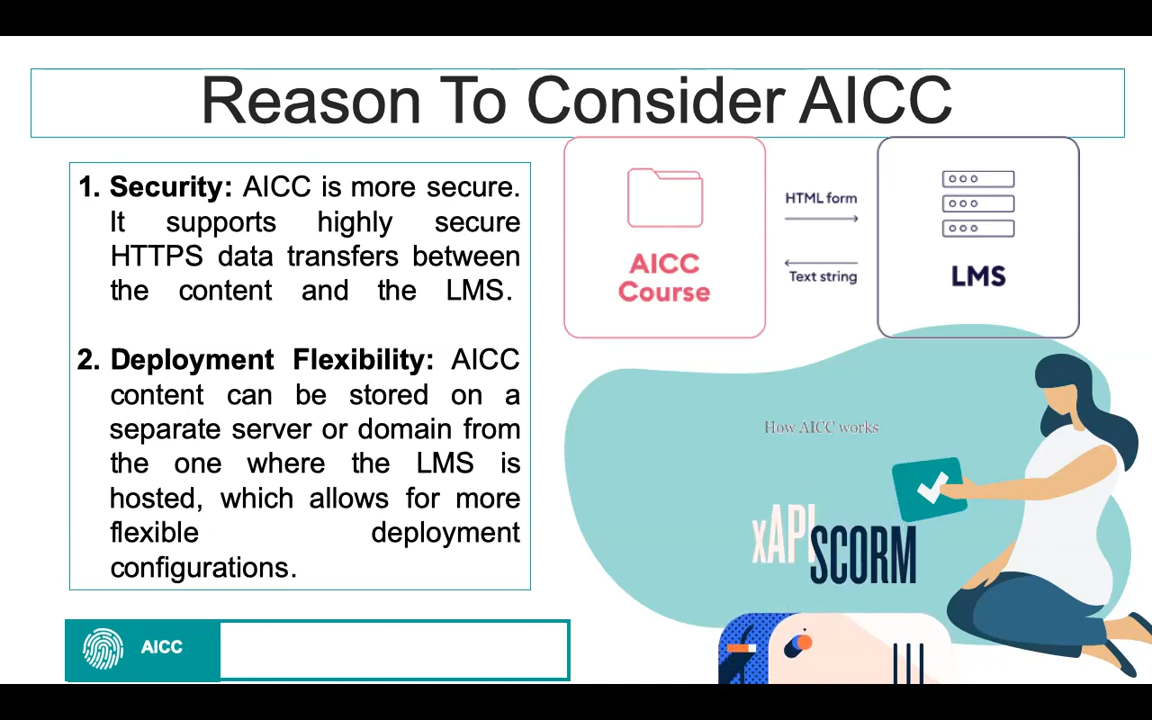 Reason To Consider AICC
1. Security: AICC is more secure.
It supports highly secure
HTTPS data transfers between
the content and the LMS.
2. Deployment Flexibility: AICC
content can be stored on a
separate server or domain from
the one where the LMS is
hosted, which allows for more
flexible deployment
configurations.
AICC
Course
HTML form
Text string
LMS
How AICC works
xAPI
SCORM
AICC